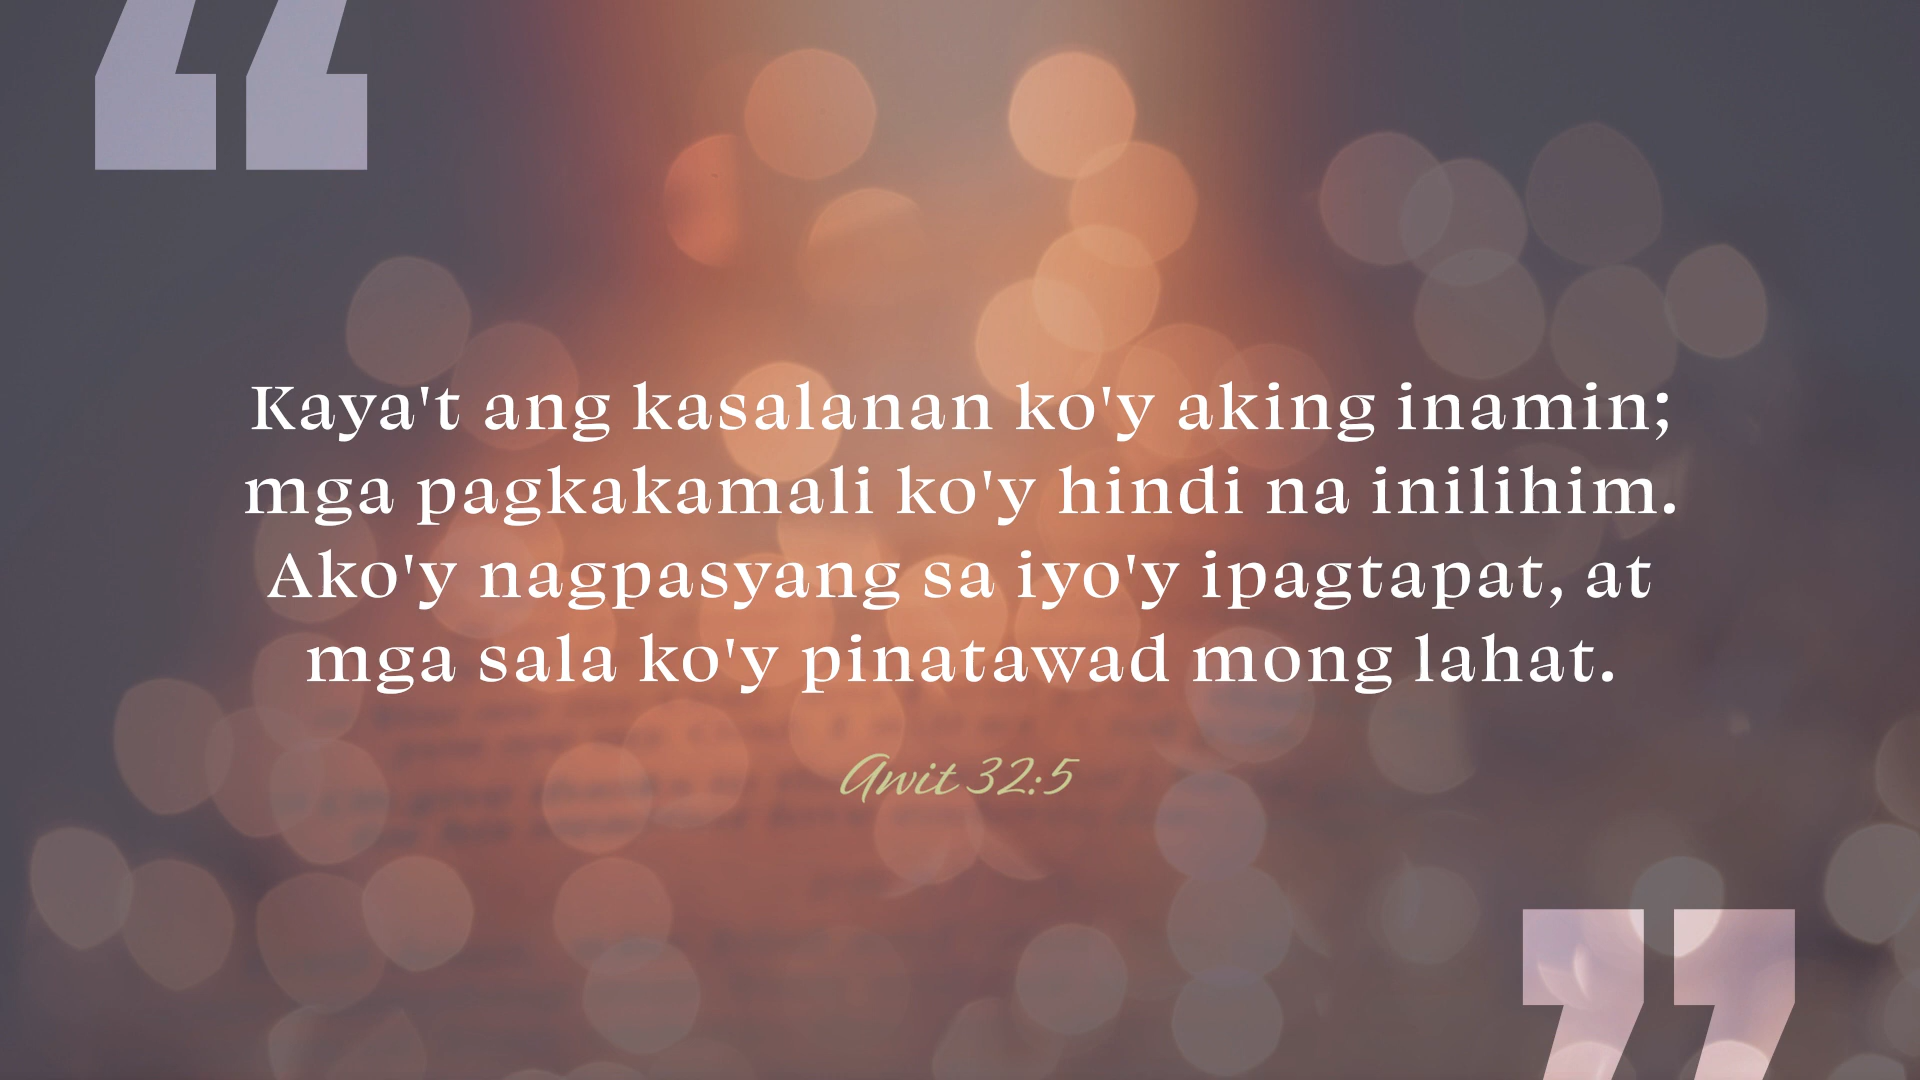 Kaya't ang kasalanan ko'y aking inamin;
mga pagkakamali ko'y hindi na inilihim.
Ako'y nagpasyang sa iyo'y ipagtapat, at
mga sala ko'y pinatawad mong lahat.
Awit 32:5